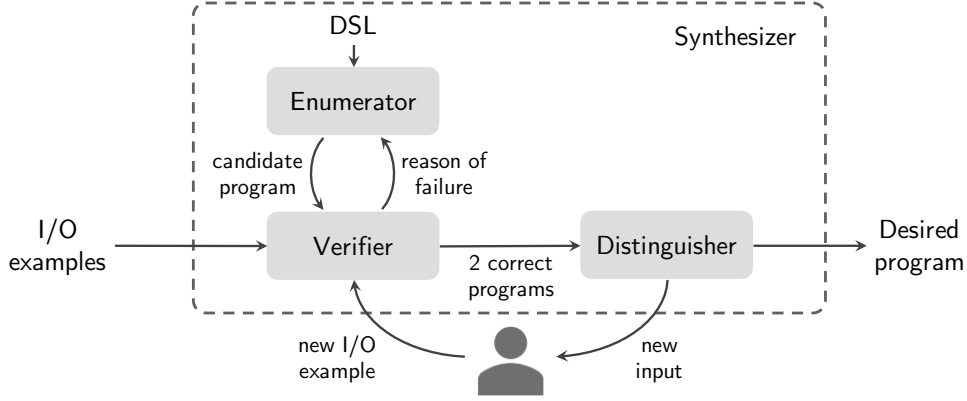 DSL
Synthesizer
Enumerator
candidate
program
reason of
failure
I/O
examples
Verifier
2 correct
programs
Distinguisher
Desired
program
new I/O
example
new
input